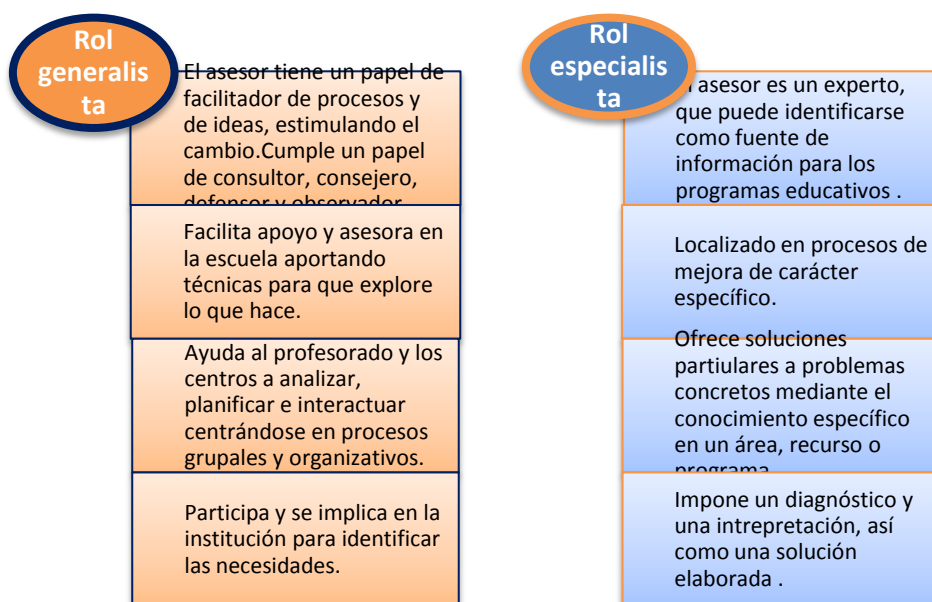 Rol
generalis
ta
El asesor tiene un papel de
facilitador de procesos y
de ideas, estimulando el
cambio.Cumple un papel
de consultor, consejero,
defensor y observador
Facilita apoyo y asesora en
la escuela aportando
técnicas para que explore
lo que hace.
Ayuda al profesorado y los
centros a analizar,
planificar e interactuar
centrándose en procesos
grupales y organizativos.
Participa y se implica en la
institución para identificar
las necesidades.
Rol
especialis
ta
asesor es un experto,
que puede identificarse
como fuente de
información para los
programas educativos .
Localizado en procesos de
mejora de carácter
específico.
Ofrece soluciones
partiulares a problemas
concretos mediante el
conocimiento específico
en un área, recurso o
programa
Impone un diagnóstico y
una intrepretación, así
como una solución
elaborada .